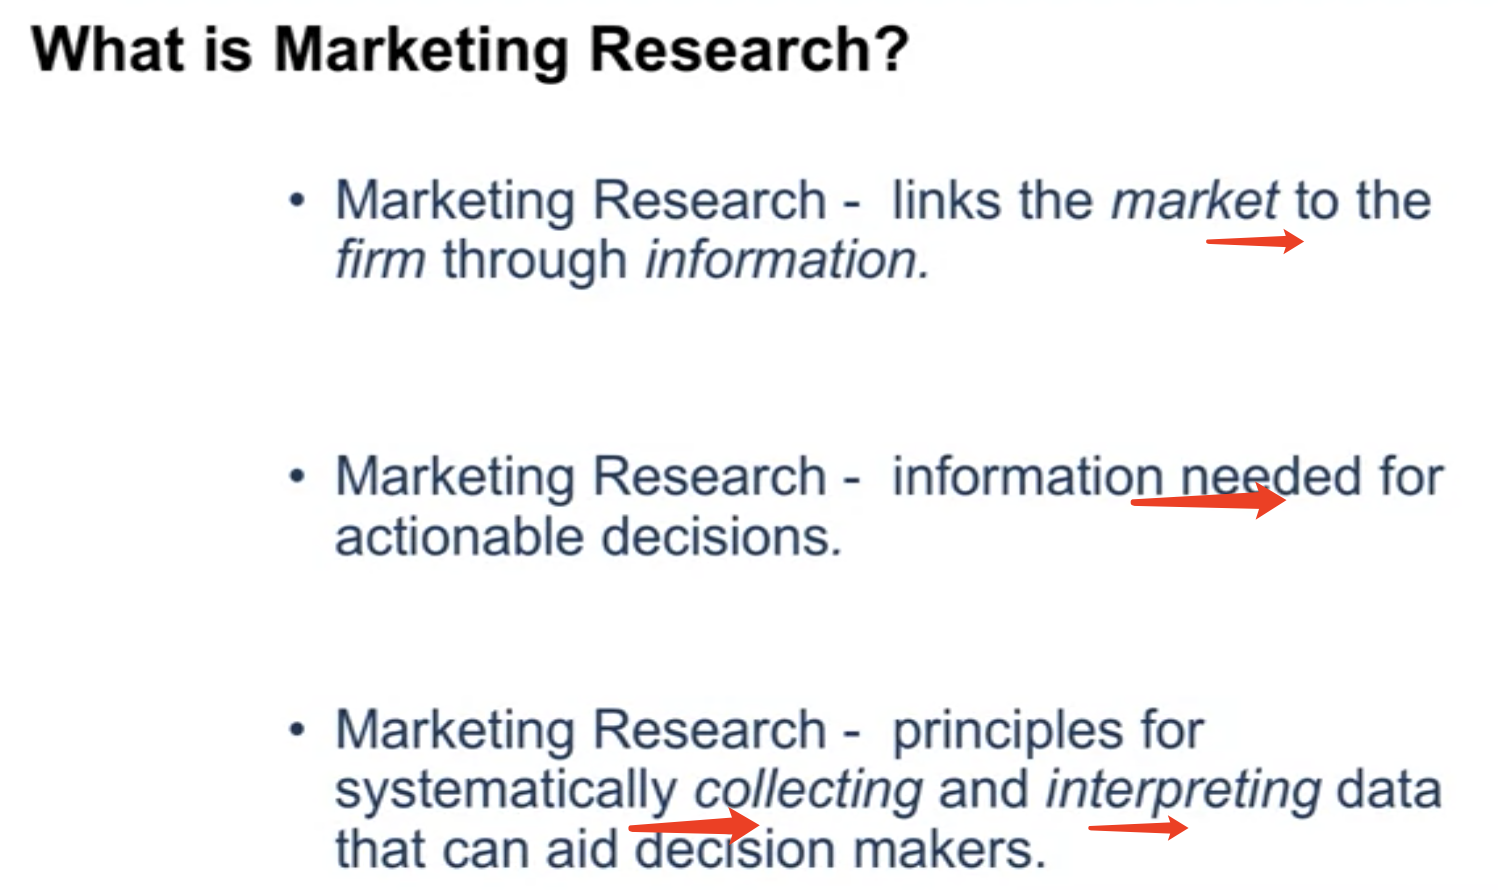 What is Marketing Research?
• Marketing Research - links the market to the
firm through information.
• Marketing Research - information needed for
actionable decisions.
• Marketing Research - principles for
systematically collecting and interpreting data
that can aid decision makers.